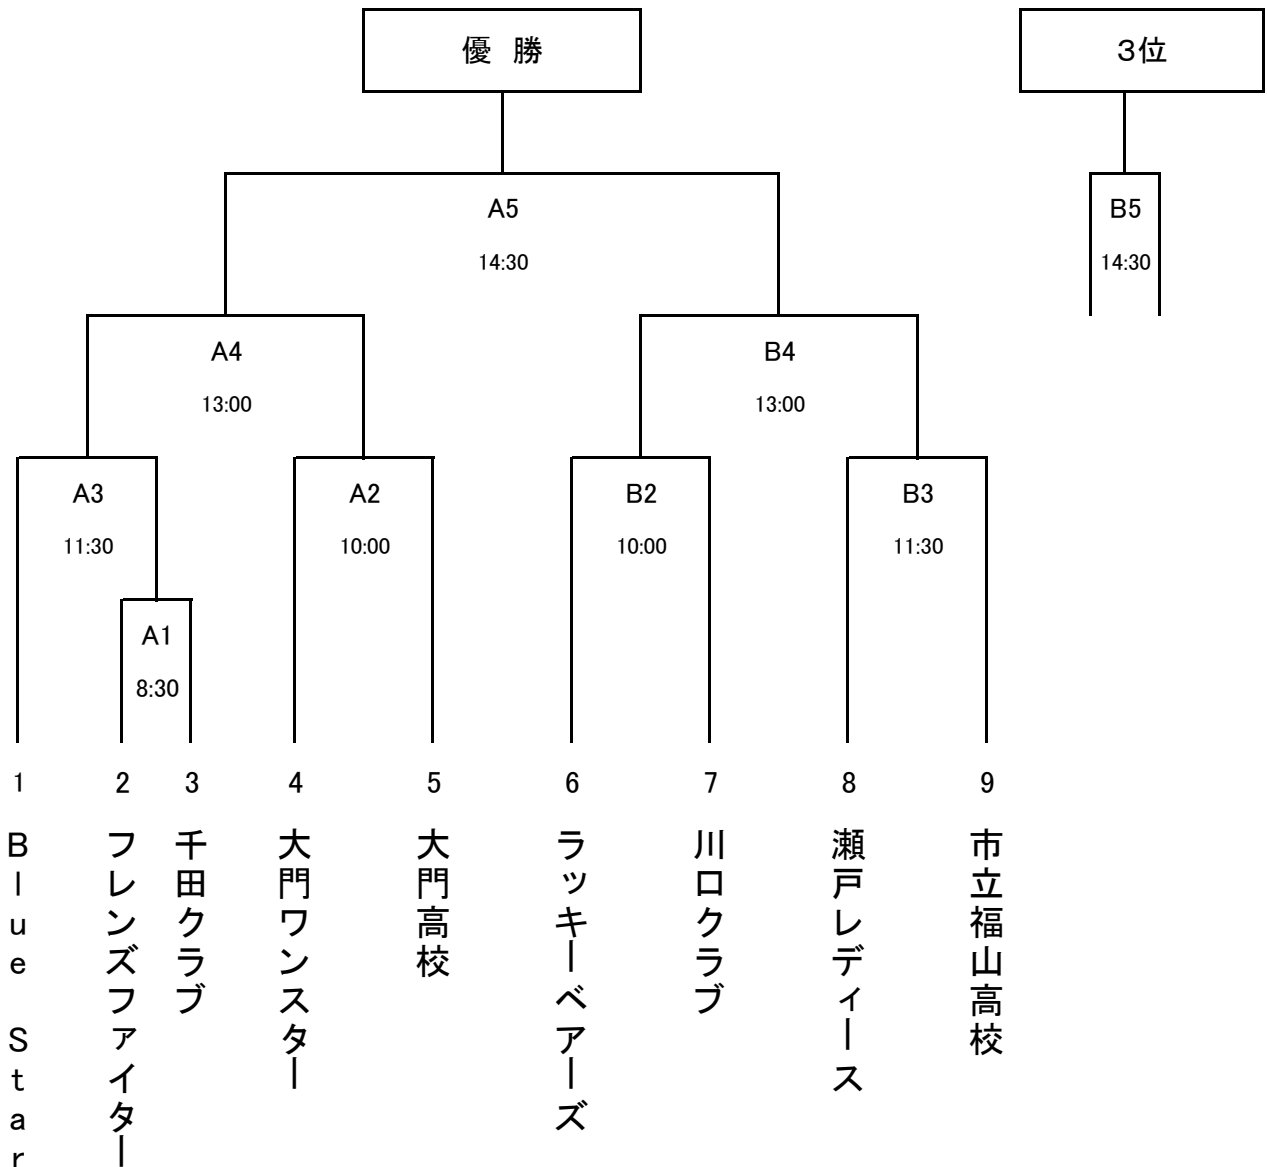 優 勝
3位
A5
14:30
B5
14:30
A4
13:00
B4
13:00
A3
11:30
A2
10:00
B2
10:00
B3
11:30
A1
8:30
1
2
3
4
5
6
7
8
9
Blue Star
フレンズファイター
千田クラブ
大門ワンスター
大門高校
ラッキーベアーズ
川口クラブ
瀬戸レディース
市立福山高校